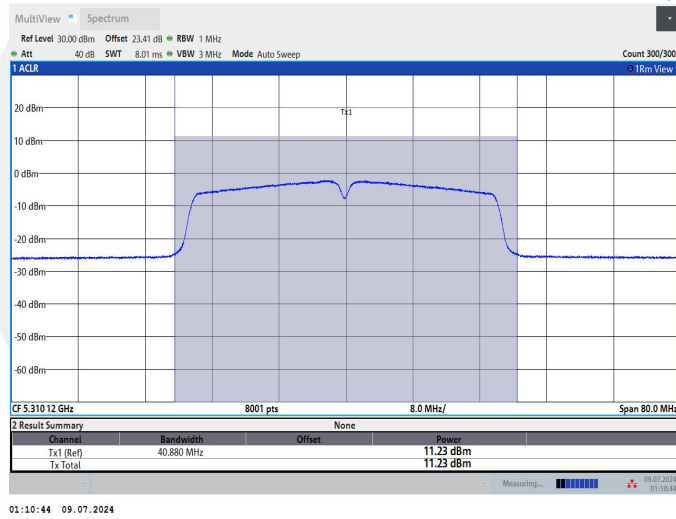 MultiView Spectrum
Ref Level 30.00 dBm Offset 23.41 dB RBW 1 MHz
Att 40 dB SWT 8.01 ms VBW 3 MHz Mode Auto Sweep Count 300/300
1 ACLR 1Rm View
Tx1
20 dBm
10 dBm
0 dBm
-10 dBm
-20 dBm
-30 dBm
-40 dBm
-50 dBm
-60 dBm
CF 5.310 12 GHz 8001 pts 8.0 MHz/ Span 80.0 MHz
2 Result Summary None
Channel Bandwidth Offset Power
Tx1 (Ref) 40.880 MHz 11.23 dBm
Tx Total 11.23 dBm
Measuring... 09.07.2024
01:10:44
01:10:44 09.07.2024